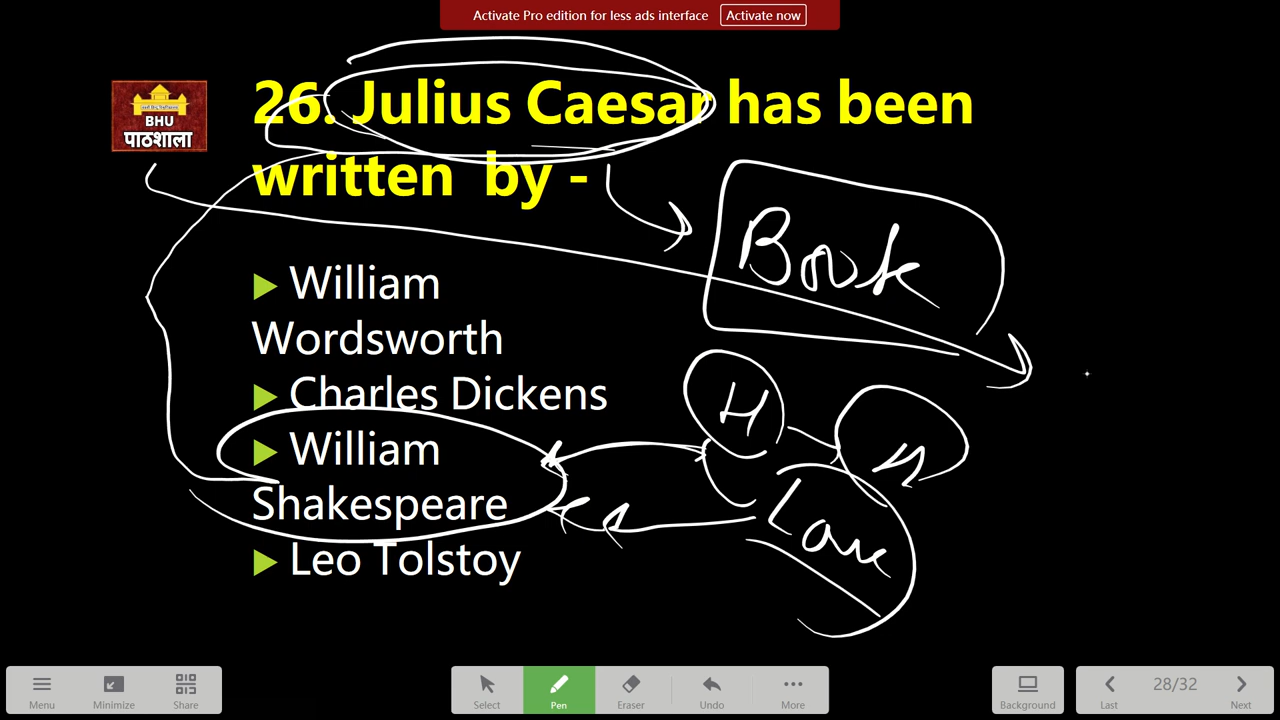 Activate Pro edition for less ads interface Activate now
26. Julius Caesar has been
written by -
BHU
पाठशाला
Book
William
Wordsworth
Charles Dickens
H
William
Shakespeare
Love
Leo Tolstoy
Menu Minimize Share Select Pen Eraser Undo More Background Last 28/32 Next